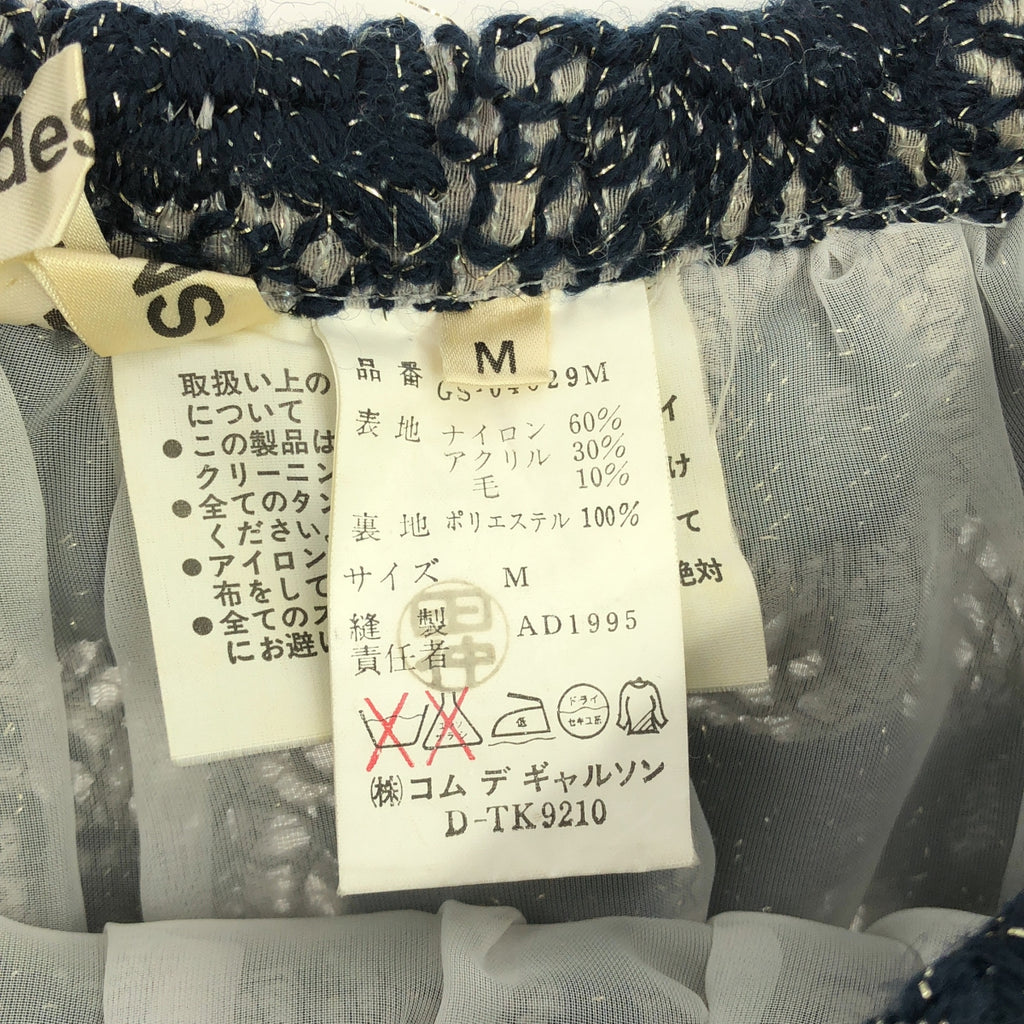 des
NS
M
品番 GS-04029M
表地 ナイロン 60%
アクリル 30%
毛 10%
裏地 ポリエステル 100%
サイズ M
縫製 AD1995
責任者
田中
低
ドライ
セキユ系
㈱コム デ ギャルソン
D-TK9210
取扱い上の
について
●この製品は
クリーニン
●全てのタン
ください。
●アイロン
布をして
●全てのス
にお避い
イ
け
て
絶対